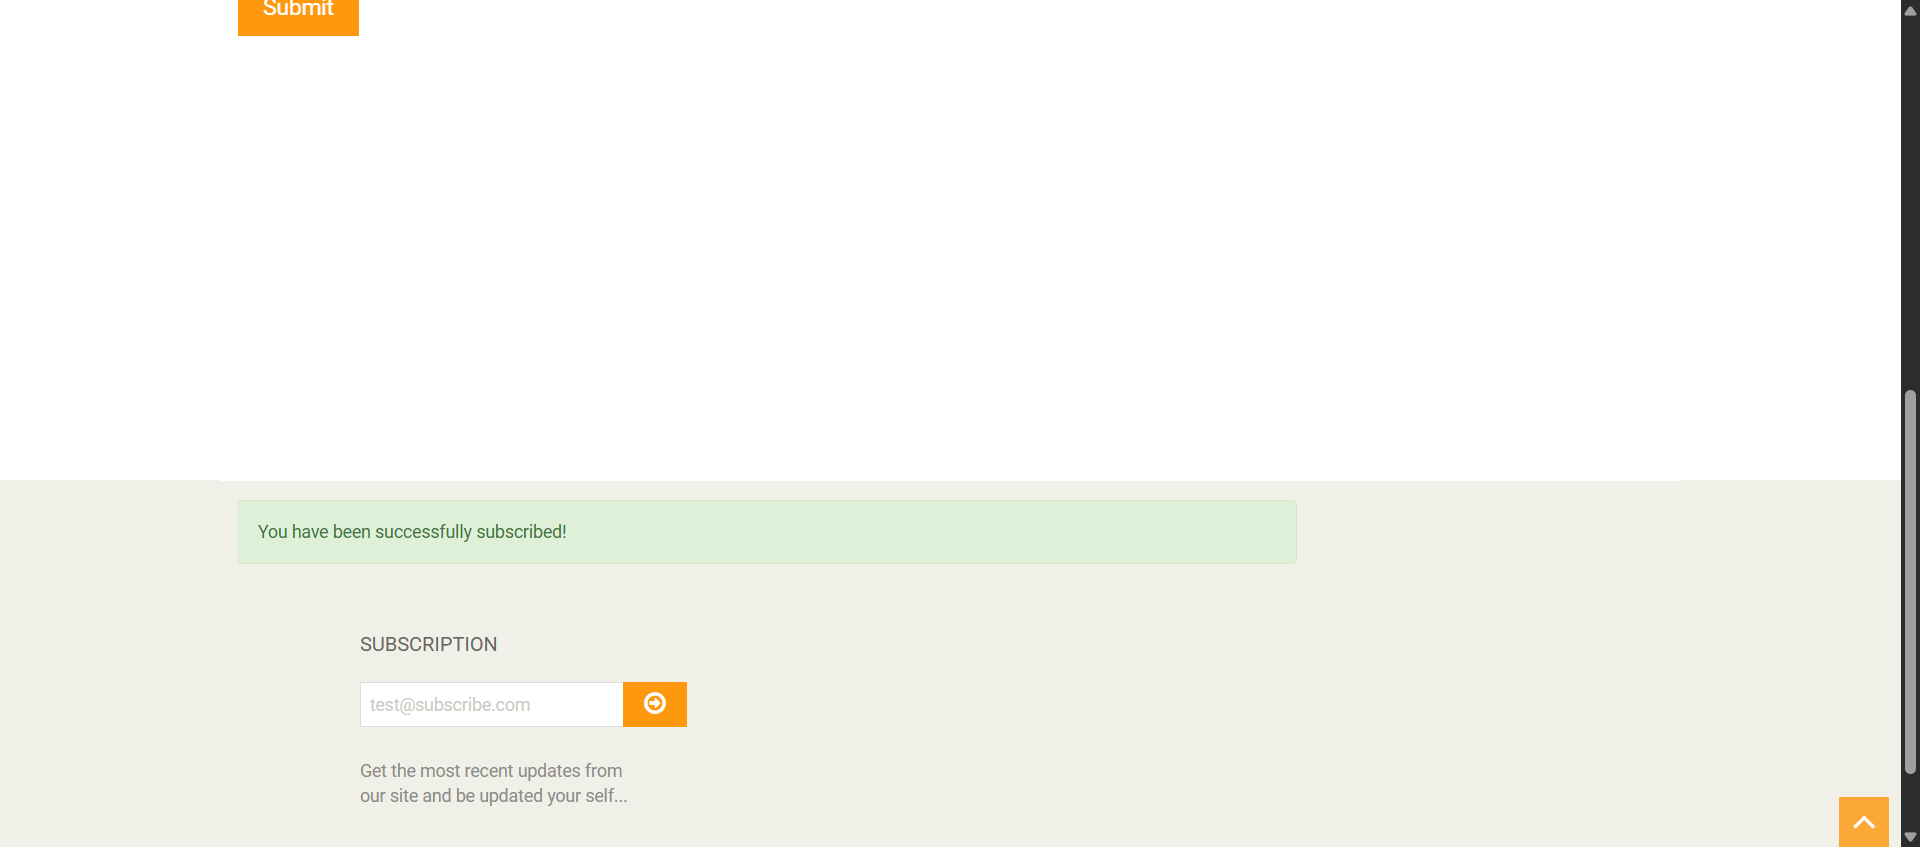 Submit
You have been successfully subscribed!
SUBSCRIPTION
test@subscribe.com
Get the most recent updates from
our site and be updated your self...